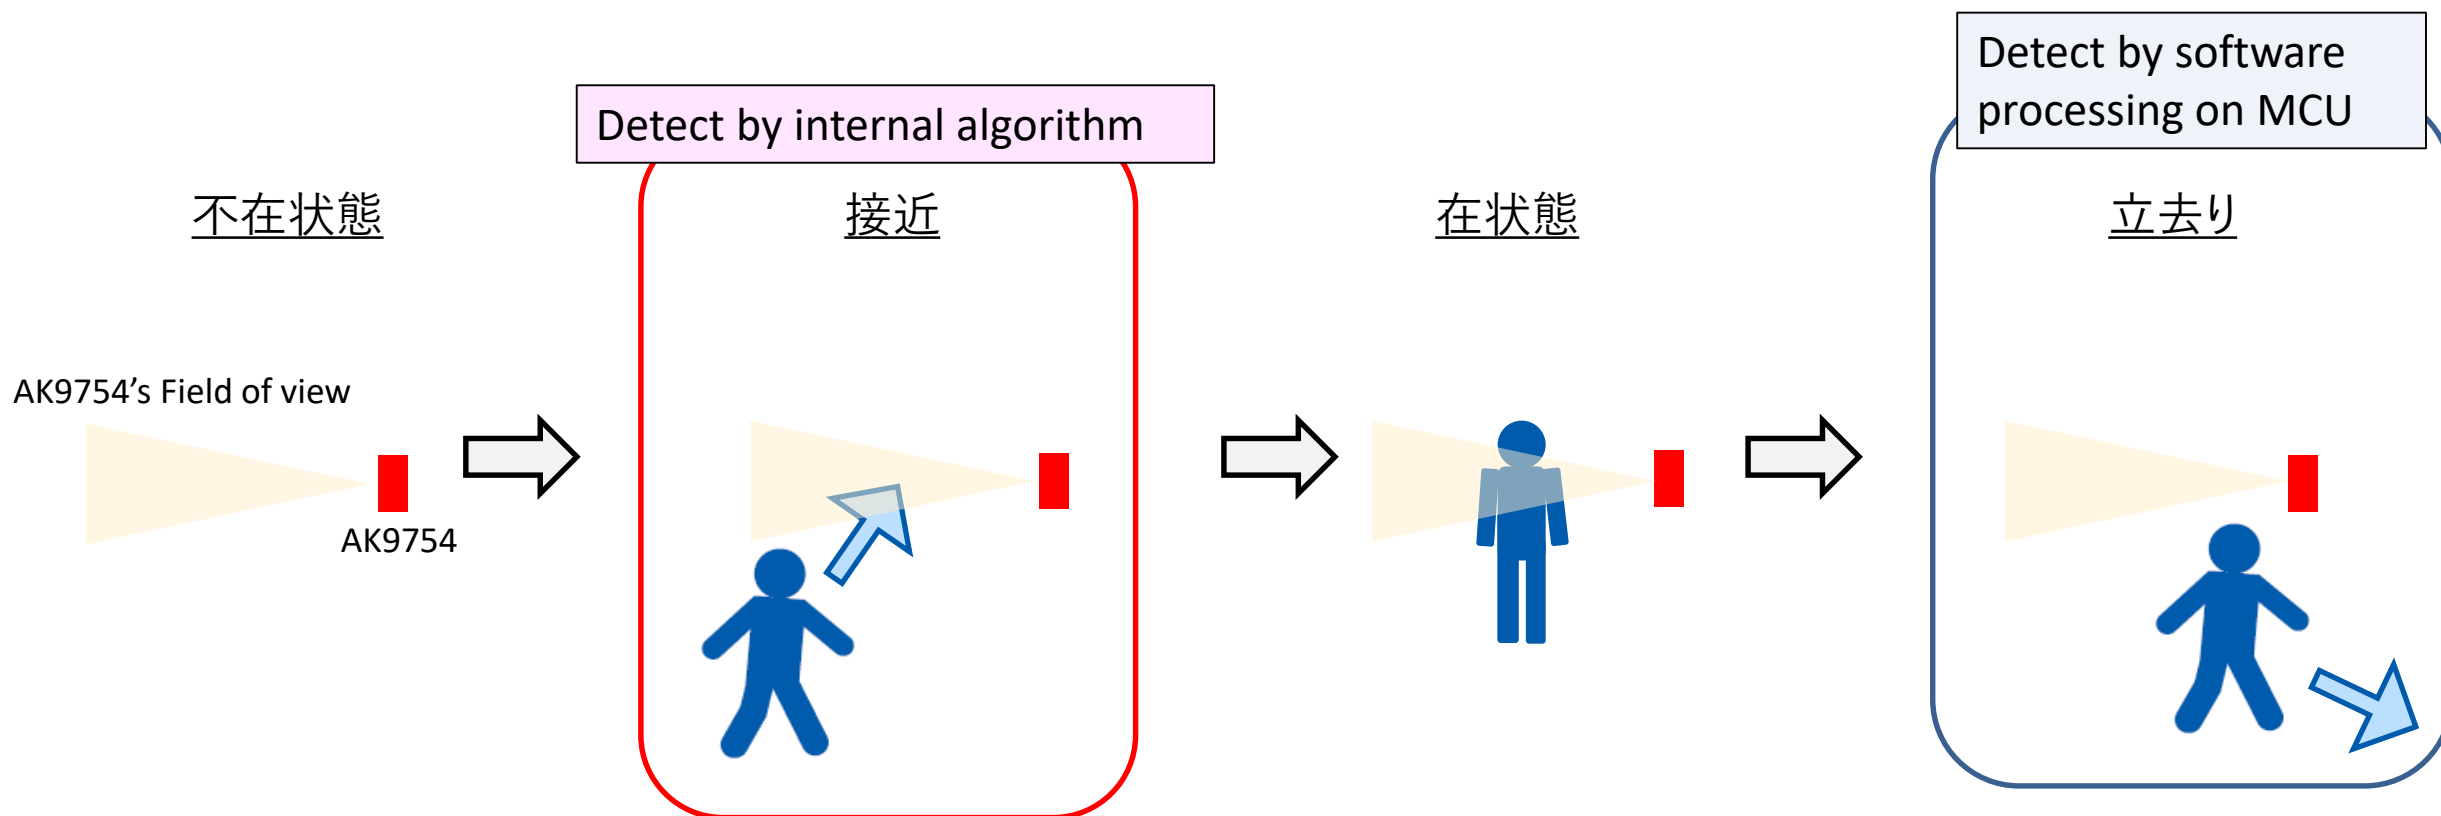 Detect by software
processing on MCU
Detect by internal algorithm
不在状態
接近
在状態
立去り
AK9754’s Field of view
AK9754